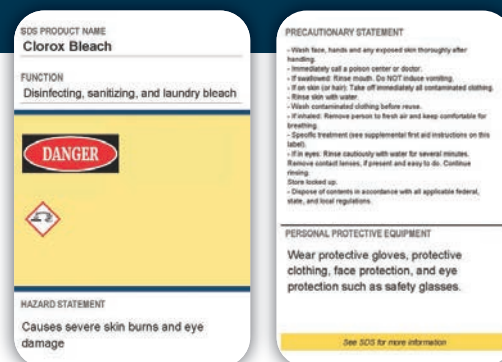 SDS PRODUCT NAME
Clorox Bleach
FUNCTION
Disinfecting, sanitizing, and laundry bleach
DANGER
HAZARD STATEMENT
Causes severe skin burns and eye
damage
PRECAUTIONARY STATEMENT
- Wash face, hands and any exposed skin thoroughly after
handling.
- Immediately call a poison center or doctor.
- If swallowed: Rinse mouth. Do NOT induce vomiting.
- If on skin (or hair): Take off immediately all contaminated clothing.
- Rinse skin with water.
- Wash contaminated clothing before reuse.
- If inhaled: Remove person to fresh air and keep comfortable for
breathing.
- Specific treatment (see supplemental first aid instructions on this
label).
- If in eyes: Rinse cautiously with water for several minutes.
Remove contact lenses, if present and easy to do. Continue
rinsing.
Store locked up.
- Dispose of contents in accordance with all applicable federal,
state, and local regulations.
PERSONAL PROTECTIVE EQUIPMENT
Wear protective gloves, protective
clothing, face protection, and eye
protection such as safety glasses.
See SDS for more information